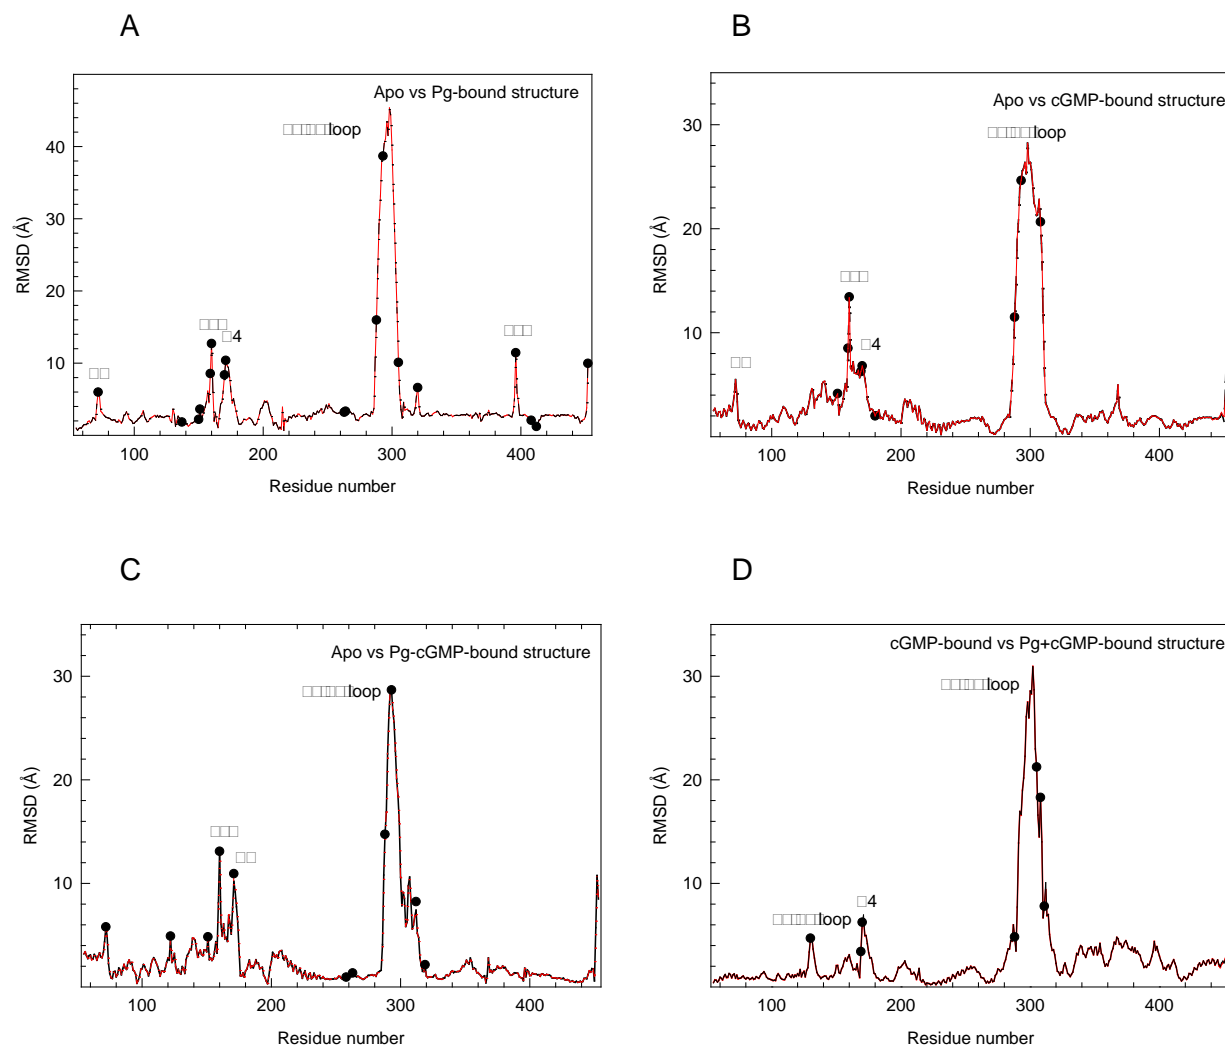 A
Apo vs Pg-bound structure
loop
4
RMSD (Å)
40
30
20
10
100
200
300
400
Residue number
B
Apo vs cGMP-bound structure
loop
4
RMSD (Å)
30
20
10
100
200
300
400
Residue number
C
Apo vs Pg-cGMP-bound structure
loop
RMSD (Å)
30
20
10
100
200
300
400
Residue number
D
cGMP-bound vs Pg+cGMP-bound structure
loop
4
loop
RMSD (Å)
30
20
10
100
200
300
400
Residue number